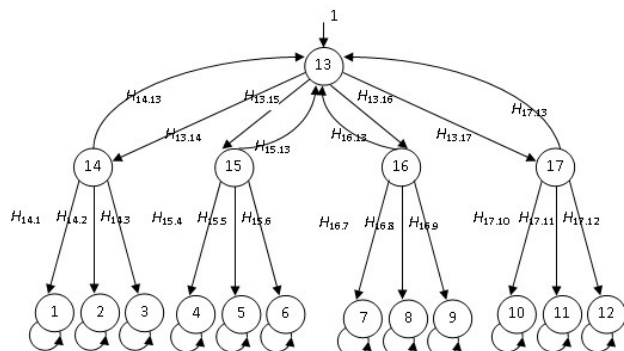 1
13
H14.13
H13.15
H13.16
H17.13
H13.14
H15.13
H16.13
H13.17
14
15
16
17
H14.1
H14.2
H14.3
H15.4
H15.5
H15.6
H16.7
H16.8
H16.9
H17.10
H17.11
H17.12
1
2
3
4
5
6
7
8
9
10
11
12